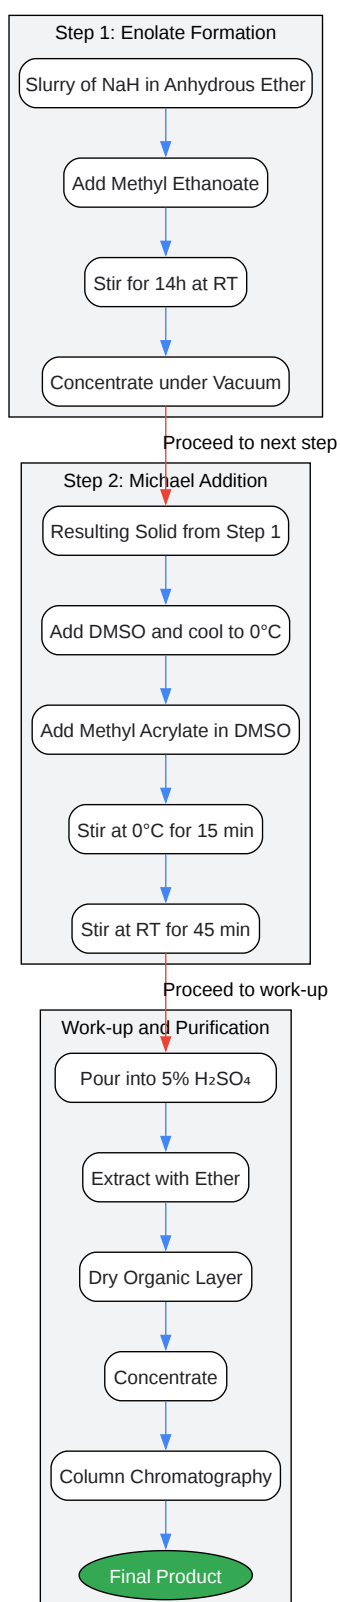 Step 1: Enolate Formation
Slurry of NaH in Anhydrous Ether
Add Methyl Ethanoate
Stir for 14h at RT
Concentrate under Vacuum
Proceed to next step
Step 2: Michael Addition
Resulting Solid from Step 1
Add DMSO and cool to 0°C
Add Methyl Acrylate in DMSO
Stir at 0°C for 15 min
Stir at RT for 45 min
Proceed to work-up
Work-up and Purification
Pour into 5% H₂SO₄
Extract with Ether
Dry Organic Layer
Concentrate
Column Chromatography
Final Product